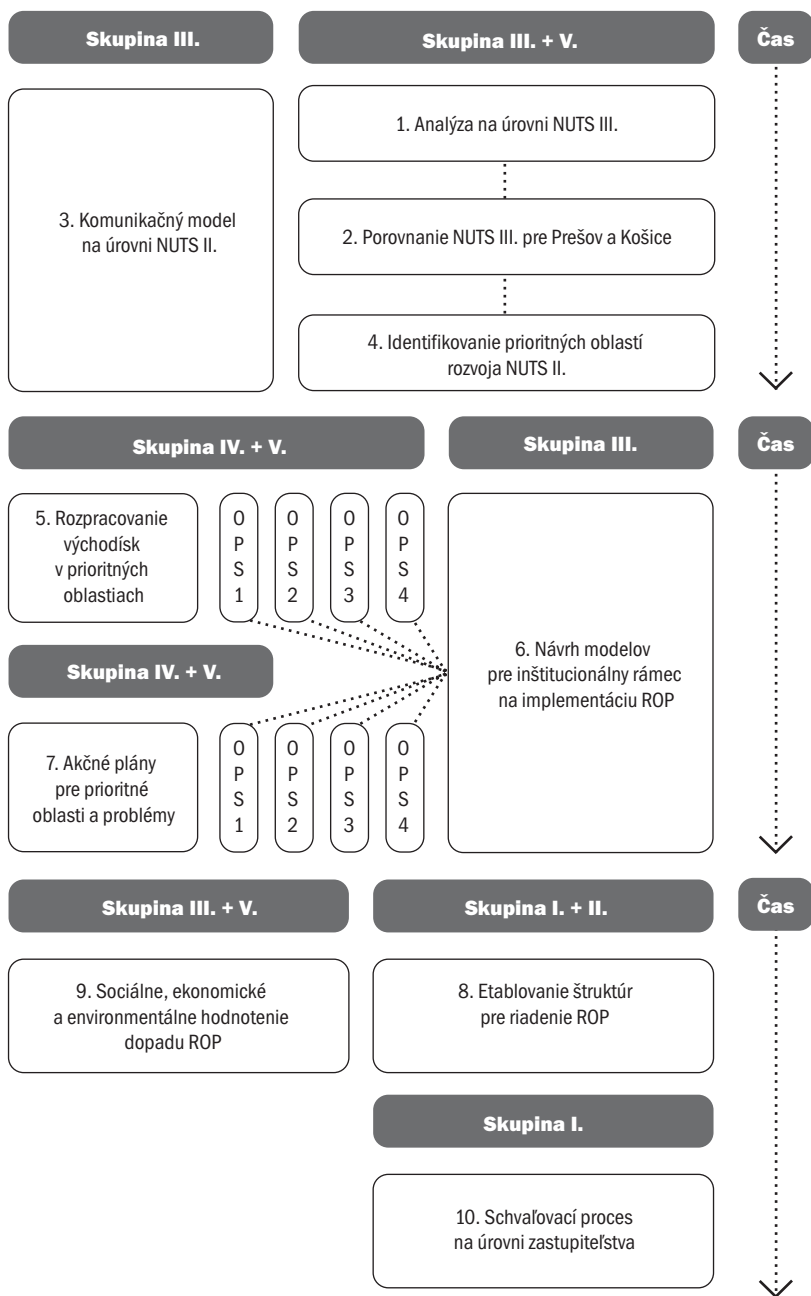 Skupina III.
Skupina III. + V.
Čas
3. Komunikačný model
na úrovni NUTS II.
1. Analýza na úrovni NUTS III.
2. Porovnanie NUTS III. pre Prešov a Košice
4. Identifikovanie prioritných oblastí
rozvoja NUTS II.
Skupina IV. + V.
Skupina III.
Čas
5. Rozpracovanie
východísk
v prioritných
oblastiach
O
P
S
1
O
P
S
2
O
P
S
3
O
P
S
4
6. Návrh modelov
pre inštitucionálny rámec
na implementáciu ROP
Skupina IV. + V.
7. Akčné plány
pre prioritné
oblasti a problémy
O
P
S
1
O
P
S
2
O
P
S
3
O
P
S
4
Skupina III. + V.
Skupina I. + II.
Čas
9. Sociálne, ekonomické
a environmentálne hodnotenie
dopadu ROP
8. Etablovanie štruktúr
pre riadenie ROP
Skupina I.
10. Schvaľovací proces
na úrovni zastupiteľstva